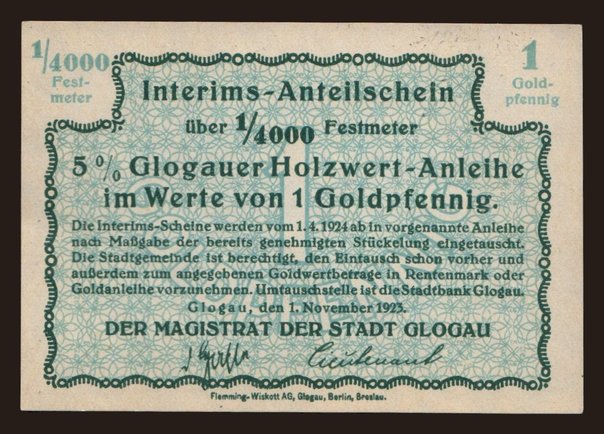 1/4000
Fest-
meter
1
Gold-
pfennig
Interims-Anteilschein
über 1/4000 Festmeter
5% Glogauer Holzwert-Anleihe
im Werte von 1 Goldpfennig.
Die Interims-Scheine werden vom 1. 4. 1924 ab in vorgenannte Anleihe
nach Maßgabe der bereits genehmigten Stückelung eingetauscht.
Die Stadtgemeinde ist berechtigt, den Eintausch schon vorher und
außerdem zum angegebenen Goldwertbetrage in Rentenmark oder
Goldanleihe vorzunehmen. Umtauschstelle ist die Stadtbank Glogau.
Glogau, den 1. November 1923.
DER MAGISTRAT DER STADT GLOGAU
Flemming-Wiskott AG, Glogau, Berlin, Breslau.